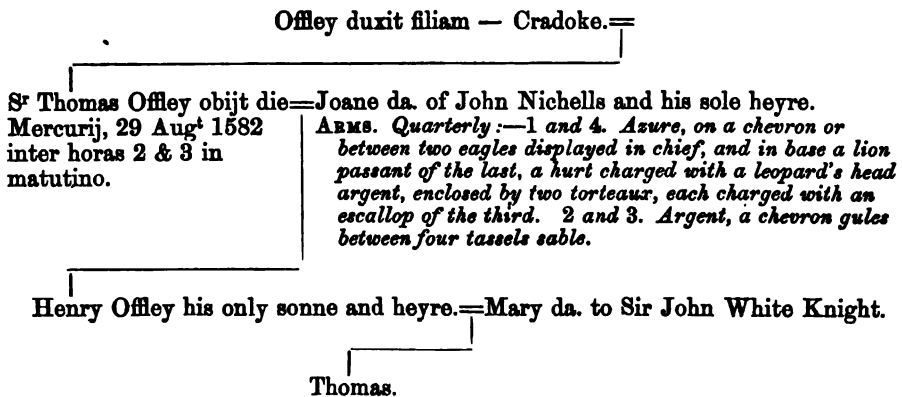 Offley duxit filiam — Cradoke.=
Sr Thomas Offley obijt die=Joane da. of John Nichells and his sole heyre.
Mercurij, 29 Augt 1582
inter horas 2 & 3 in
matutino.
ARMS. Quarterly:—1 and 4. Azure, on a chevron or
between two eagles displayed in chief, and in base a lion
passant of the last, a hurt charged with a leopard's head
argent, enclosed by two torteaux, each charged with an
escallop of the third. 2 and 3. Argent, a chevron gules
between four tassels sable.
Henry Offley his only sonne and heyre.=Mary da. to Sir John White Knight.
Thomas.